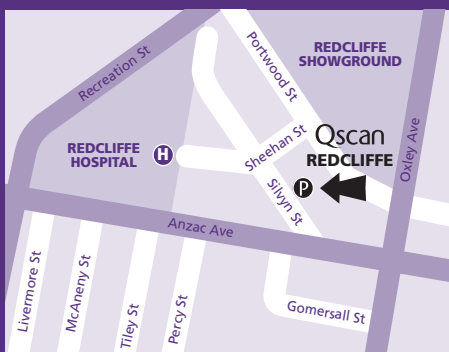 REDCLIFFE
SHOWGROUND
Portwood St
Recreation St
Oxley Ave
Sheehan St
Qscan
REDCLIFFE
REDCLIFFE
HOSPITAL
H
P
Silvyn St
Anzac Ave
Livermore St
McAneny St
Tiley St
Percy St
Gomersall St